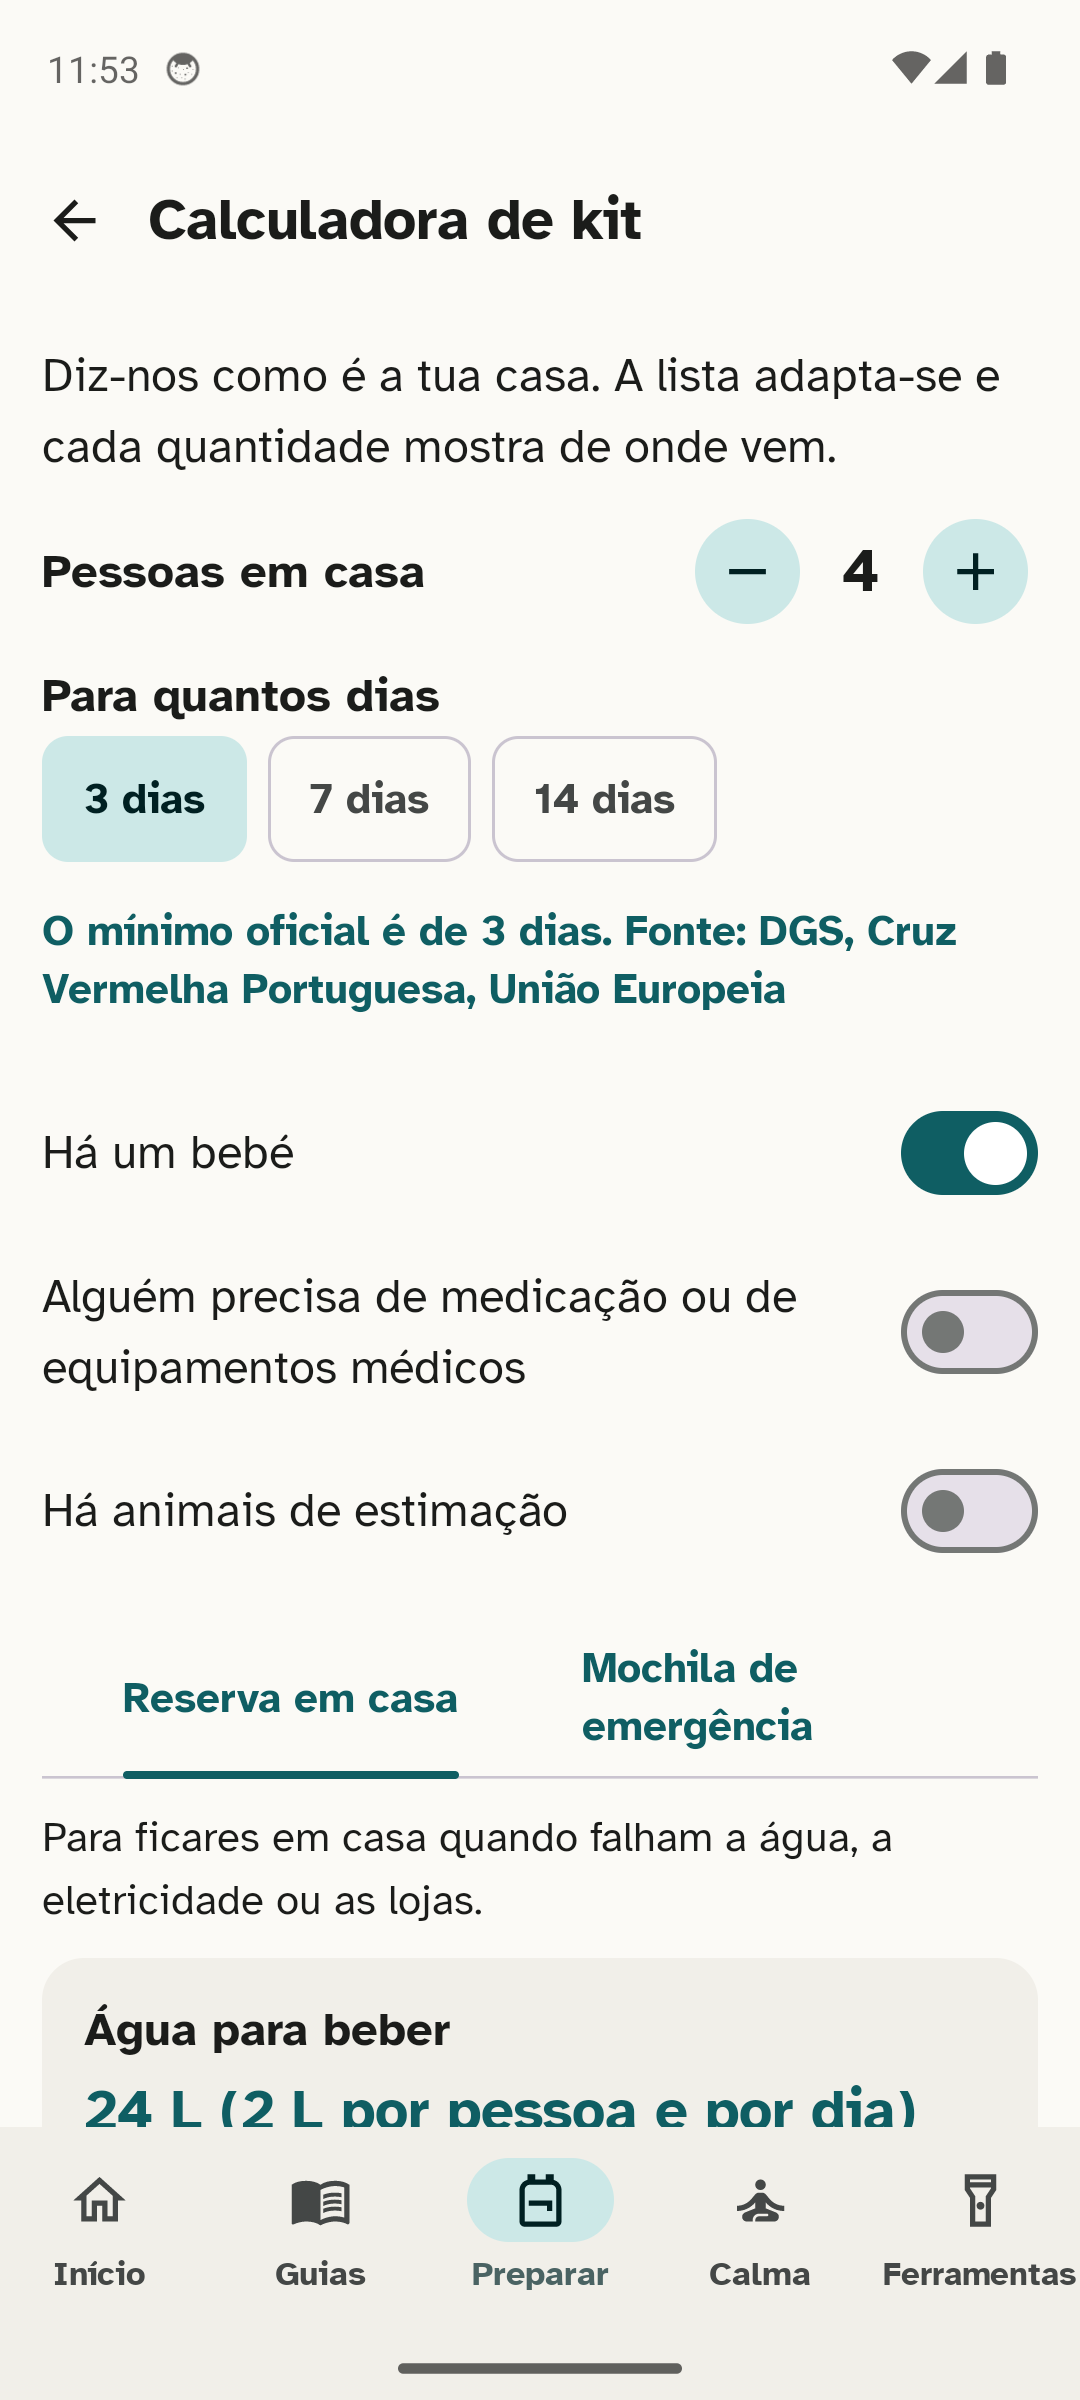 11:53
Calculadora de kit
Diz-nos como é a tua casa. A lista adapta-se e
cada quantidade mostra de onde vem.
Pessoas em casa
4
Para quantos dias
3 dias
7 dias
14 dias
O mínimo oficial é de 3 dias. Fonte: DGS, Cruz
Vermelha Portuguesa, União Europeia
Há um bebé
Alguém precisa de medicação ou de
equipamentos médicos
Há animais de estimação
Reserva em casa
Mochila de
emergência
Para ficares em casa quando falham a água, a
eletricidade ou as lojas.
Água para beber
24 L (2 L por pessoa e por dia)
Início
Guias
Preparar
Calma
Ferramentas